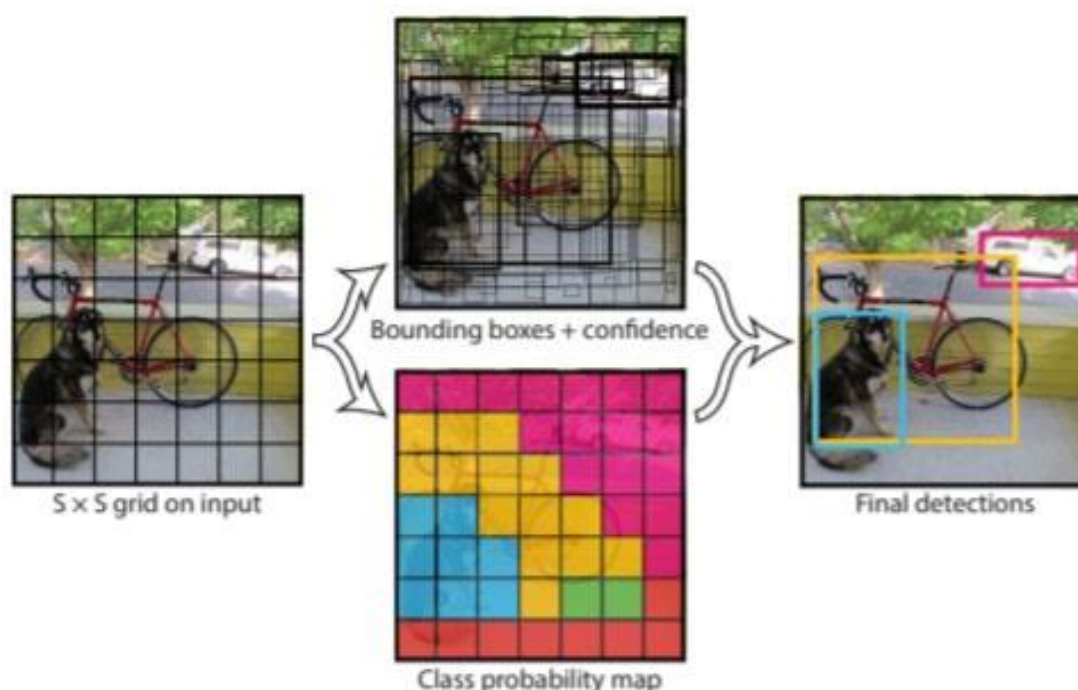 Bounding boxes + confidence
S × S grid on input
Final detections
Class probability map